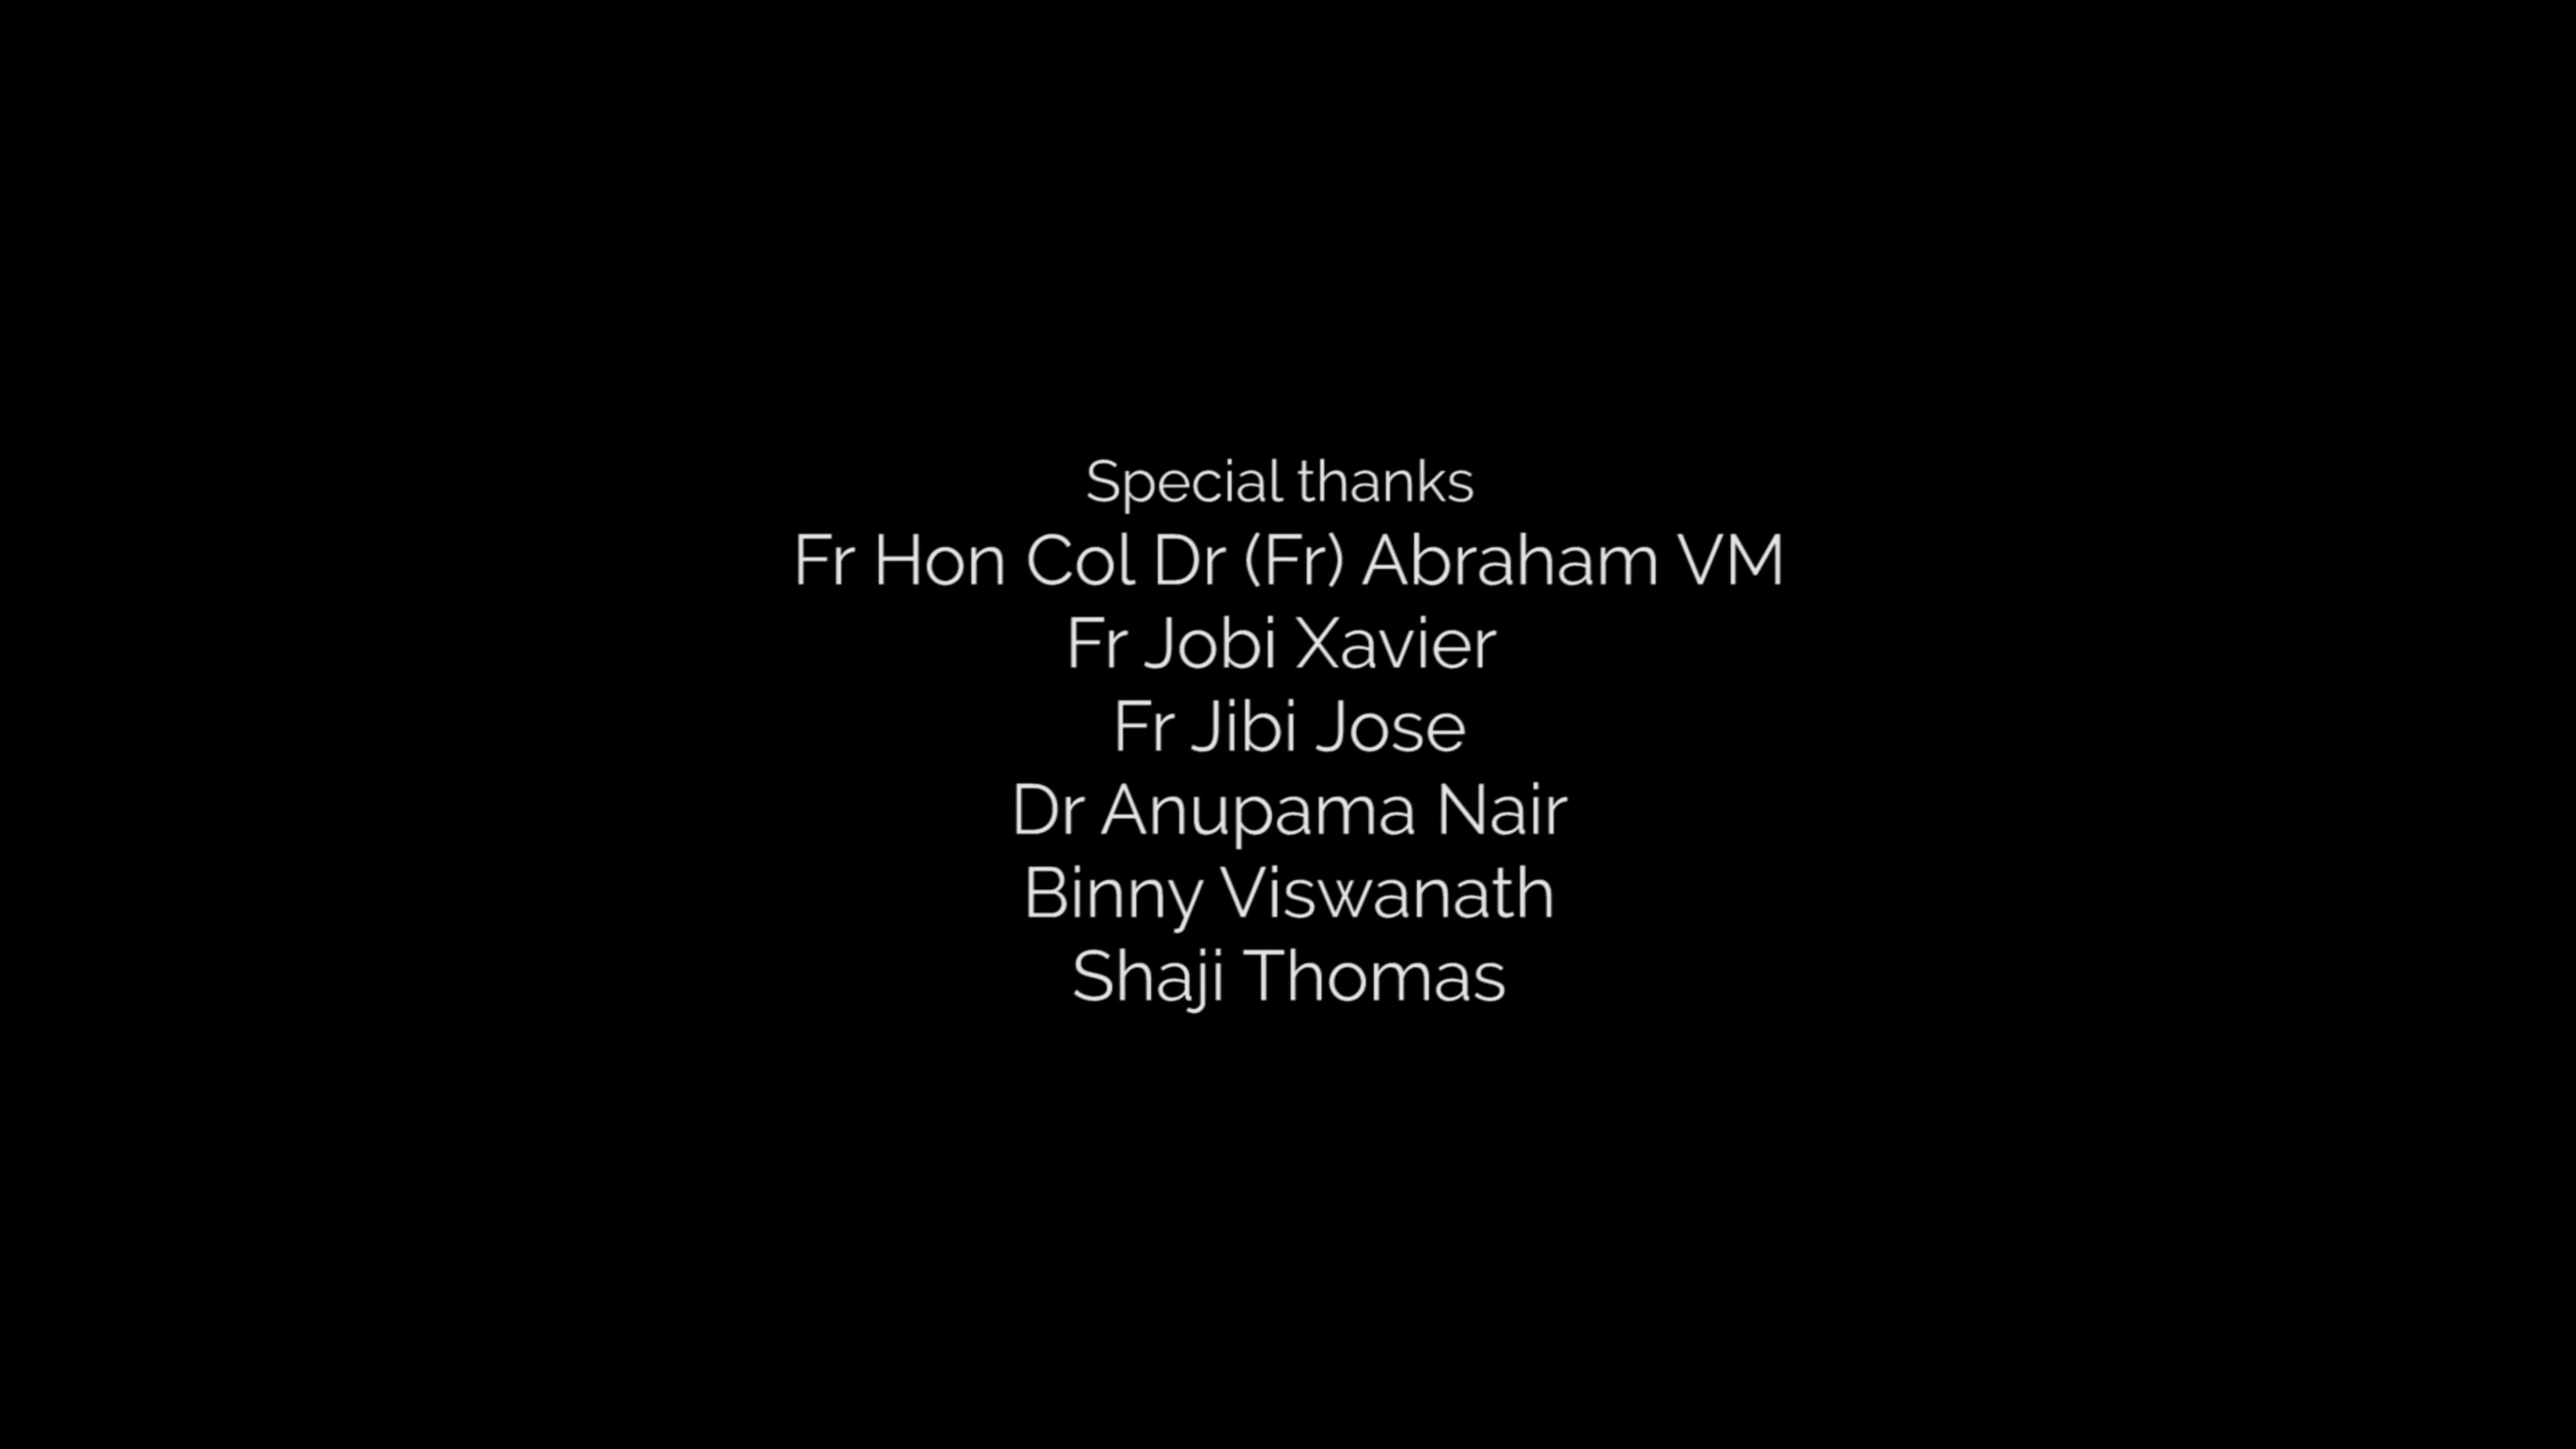 Special thanks
Fr Hon Col Dr (Fr) Abraham VM
Fr Jobi Xavier
Fr Jibi Jose
Dr Anupama Nair
Binny Viswanath
Shaji Thomas